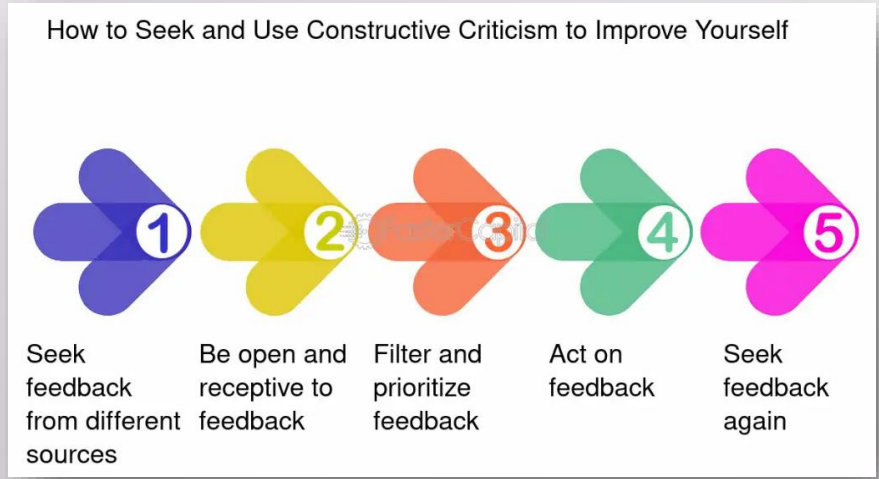 How to Seek and Use Constructive Criticism to Improve Yourself
1
2
3
4
5
FasterCapital
Seek
feedback
from different
sources
Be open and
receptive to
feedback
Filter and
prioritize
feedback
Act on
feedback
Seek
feedback
again